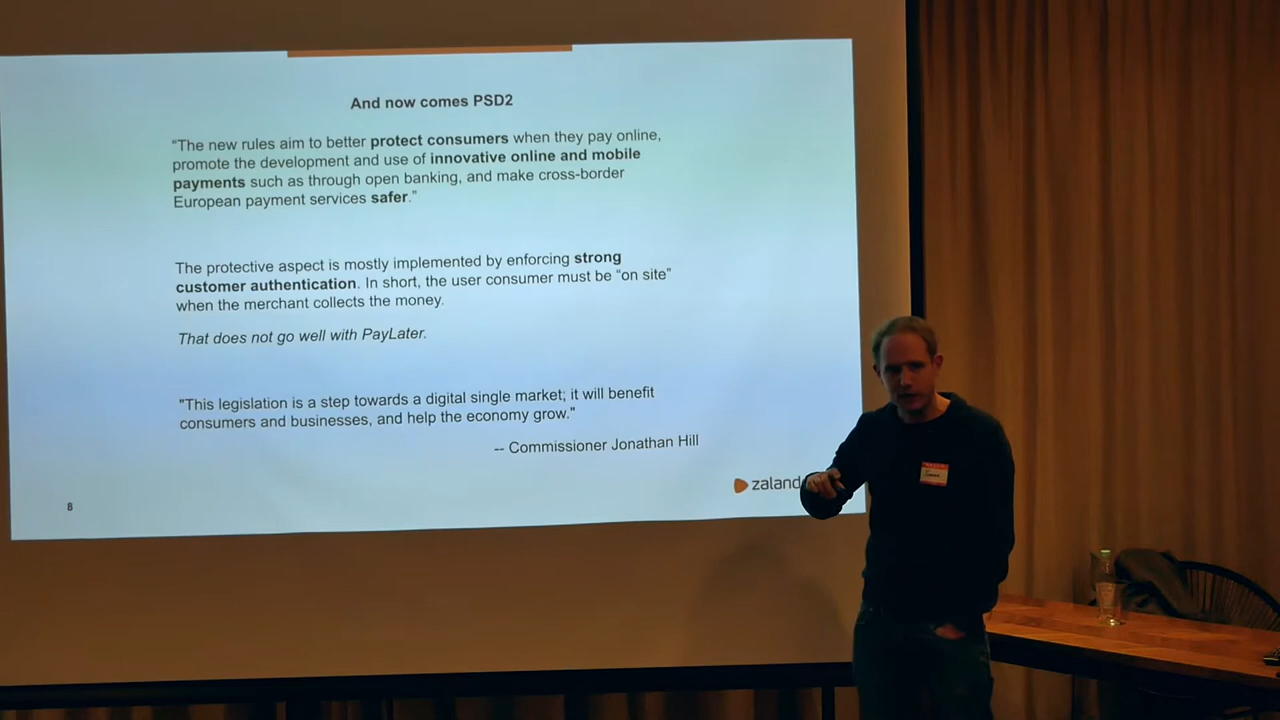 And now comes PSD2
“The new rules aim to better protect consumers when they pay online,
promote the development and use of innovative online and mobile
payments such as through open banking, and make cross-border
European payment services safer.”
The protective aspect is mostly implemented by enforcing strong
customer authentication. In short, the user consumer must be “on site”
when the merchant collects the money.
That does not go well with PayLater.
"This legislation is a step towards a digital single market; it will benefit
consumers and businesses, and help the economy grow."
-- Commissioner Jonathan Hill
zaland
8